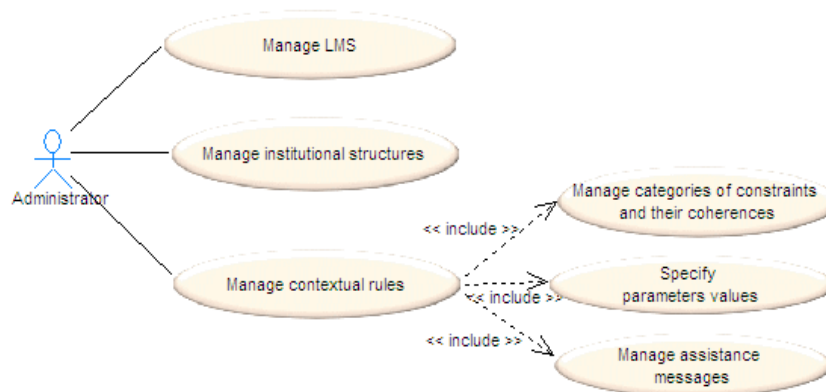 Manage LMS
Manage institutional structures
Administrator
Manage categories of constraints
and their coherences
<< include >>
Manage contextual rules
Specify
parameters values
<< include >>
<< include >>
Manage assistance
messages